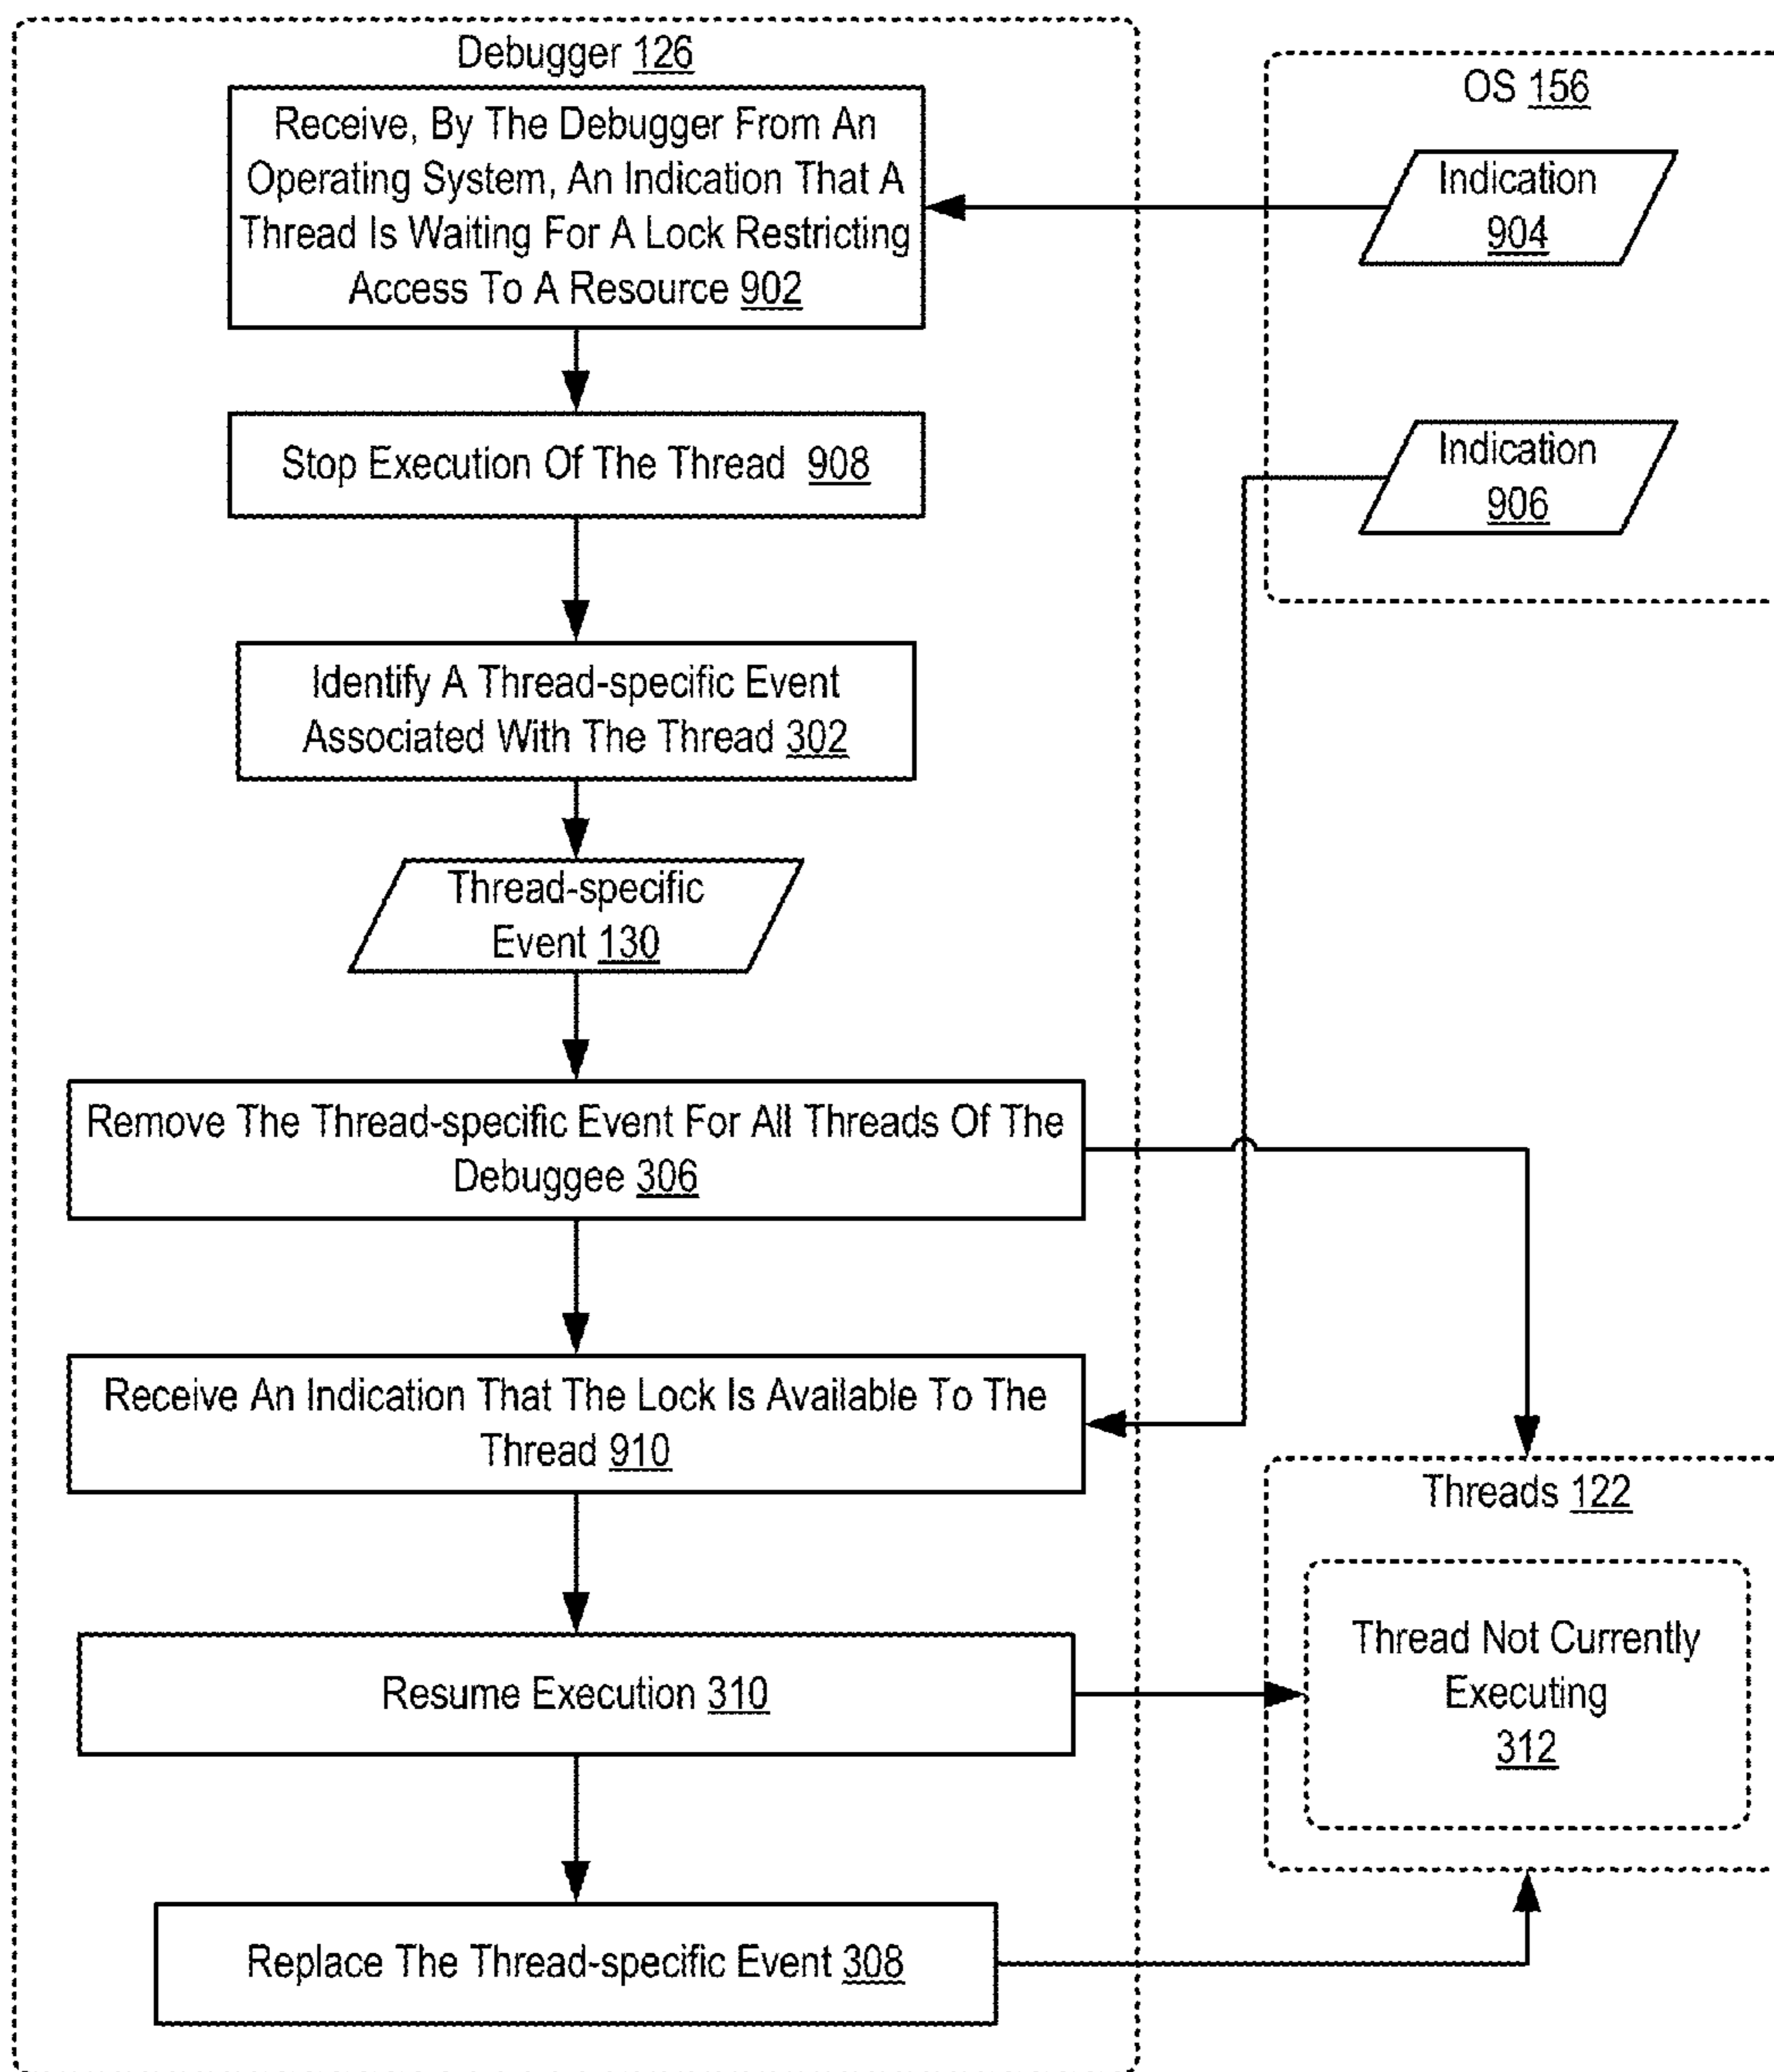 Debugger 126
Receive, By The Debugger From An
Operating System, An Indication That A
Thread Is Waiting For A Lock Restricting
Access To A Resource 902
Stop Execution Of The Thread 908
Identify A Thread-specific Event
Associated With The Thread 302
Thread-specific
Event 130
Remove The Thread-specific Event For All Threads Of The
Debuggee 306
Receive An Indication That The Lock Is Available To The
Thread 910
Resume Execution 310
Replace The Thread-specific Event 308
OS 156
Indication
904
Indication
906
Threads 122
Thread Not Currently
Executing
312